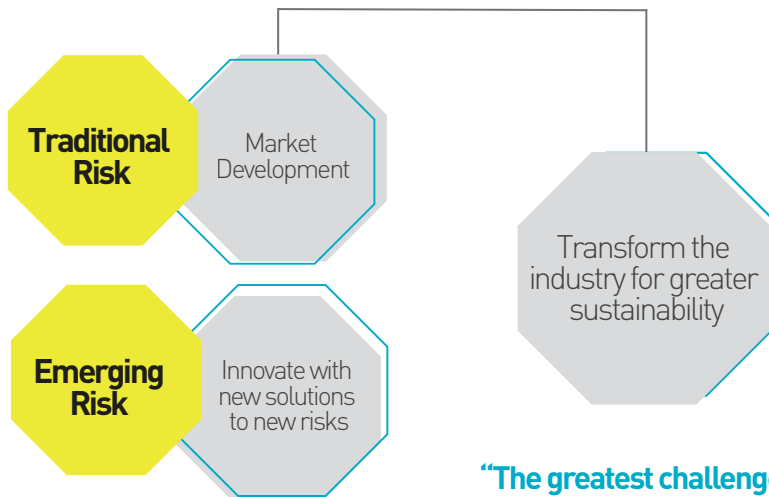 Traditional
Risk
Market
Development
Transform the
industry for greater
sustainability
Emerging
Risk
Innovate with
new solutions
to new risks
“The greatest challenge